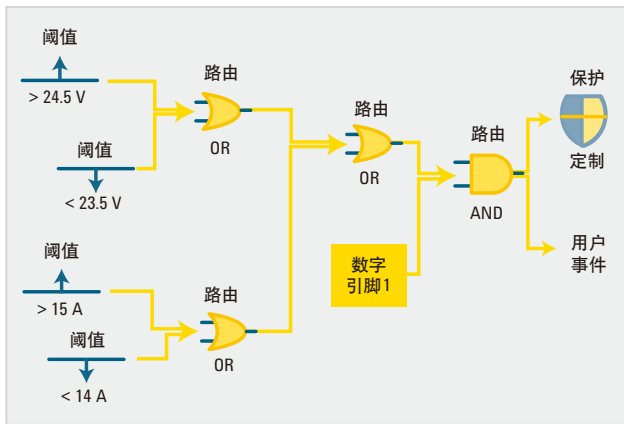 阈值
> 24.5 V
阈值
< 23.5 V
路由
OR
阈值
> 15 A
阈值
< 14 A
路由
OR
路由
OR
数字
引脚1
路由
AND
保护
定制
用户
事件